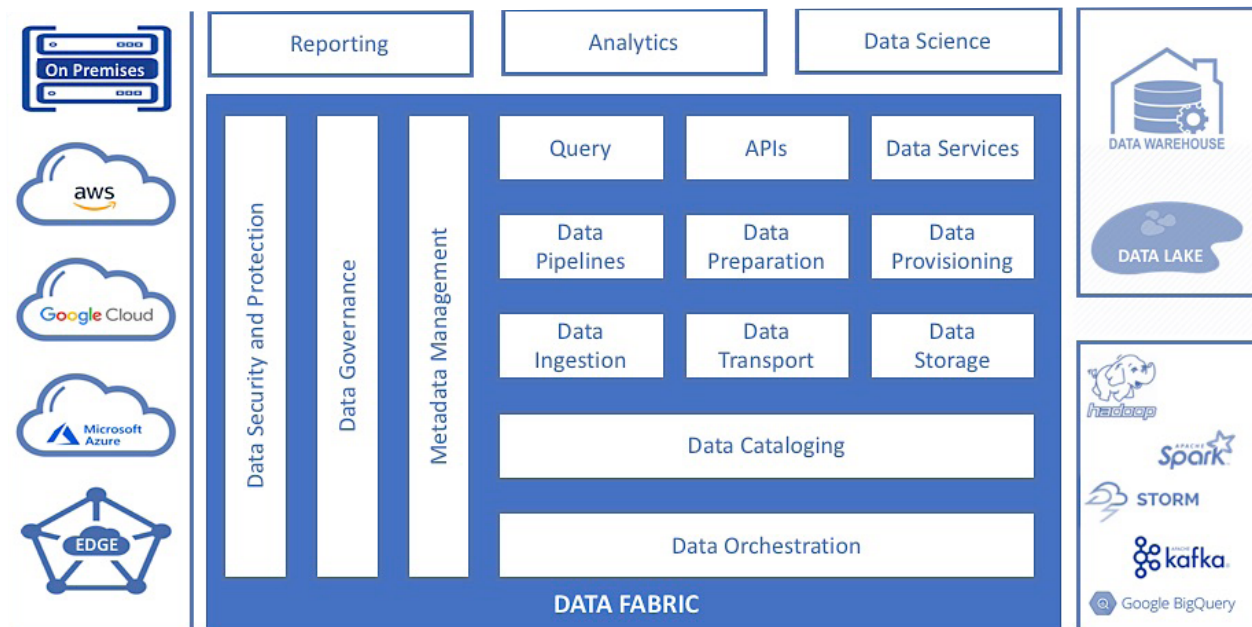 On Premises
aws
Google Cloud
Microsoft
Azure
EDGE
Reporting
Analytics
Data Science
Data Security and Protection
Data Governance
Metadata Management
Query
APIs
Data Services
Data
Pipelines
Data
Preparation
Data
Provisioning
Data
Ingestion
Data
Transport
Data
Storage
Data Cataloging
Data Orchestration
DATA FABRIC
DATA WAREHOUSE
DATA LAKE
hadoop
APACHE
Spark
STORM
APACHE
kafka
Google BigQuery